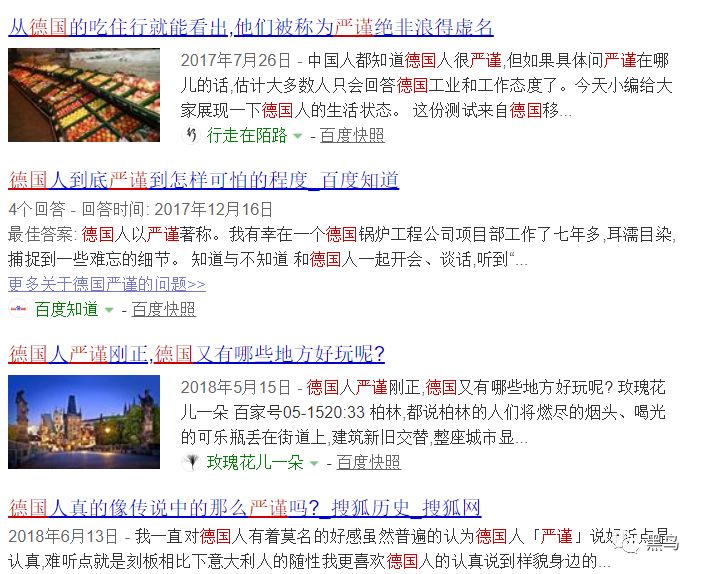 从德国的吃住行就能看出,他们被称为严谨绝非浪得虚名
2017年7月26日 - 中国人都知道德国人很严谨,但如果具体问严谨在哪
儿的话,估计大多数人只会回答德国工业和工作态度了。今天小编给大
家展现一下德国人的生活状态。 这份测试来自德国移...
行走在陌路 - 百度快照
德国人到底严谨到怎样可怕的程度_百度知道
4个回答 - 回答时间: 2017年12月16日
最佳答案: 德国人以严谨著称。我有幸在一个德国锅炉工程公司项目部工作了七年多,耳濡目染,
捕捉到一些难忘的细节。 知道与不知道 和德国人一起开会、谈话,听到“...
更多关于德国严谨的问题>>
百度知道 - 百度快照
德国人严谨刚正,德国又有哪些地方好玩呢?
2018年5月15日 - 德国人严谨刚正,德国又有哪些地方好玩呢? 玫瑰花
儿一朵 百家号05-1520:33 柏林,都说柏林的人们将燃尽的烟头、喝光
的可乐瓶丢在街道上,建筑新旧交替,整座城市显...
玫瑰花儿一朵 - 百度快照
德国人真的像传说中的那么严谨吗?_搜狐历史_搜狐网
2018年6月13日 - 我一直对德国人有着莫名的好感虽然普遍的认为德国人「严谨」说好听点是
认真,难听点就是刻板相比下意大利人的随性我更喜欢德国人的认真说到样貌身边的...
黑鸟